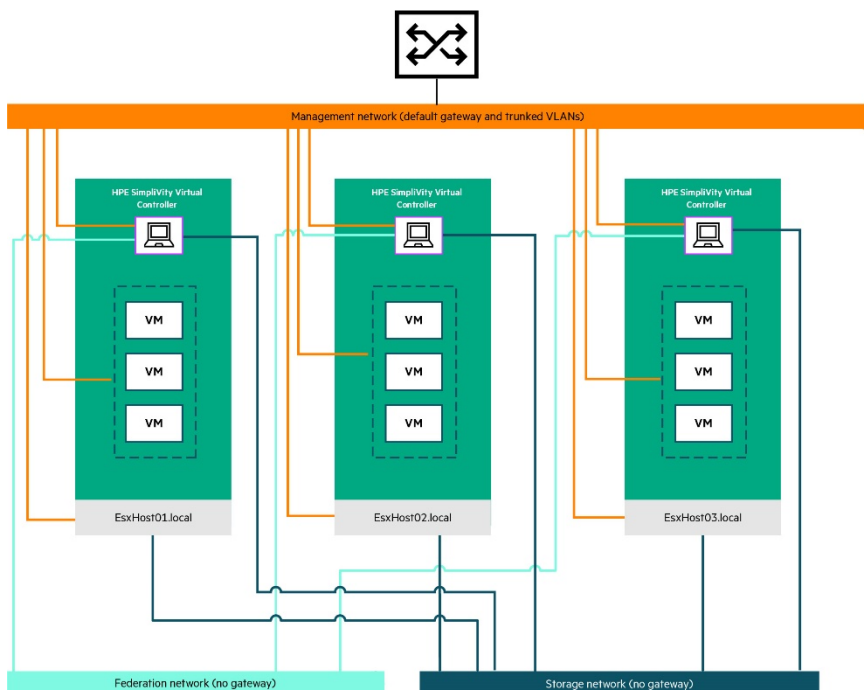 Management network (default gateway and trunked VLANs)
HPE SimpliVity Virtual
Controller
VM
VM
VM
EsxHost01.local
HPE SimpliVity Virtual
Controller
VM
VM
VM
EsxHost02.local
HPE SimpliVity Virtual
Controller
VM
VM
VM
EsxHost03.local
Federation network (no gateway)
Storage network (no gateway)